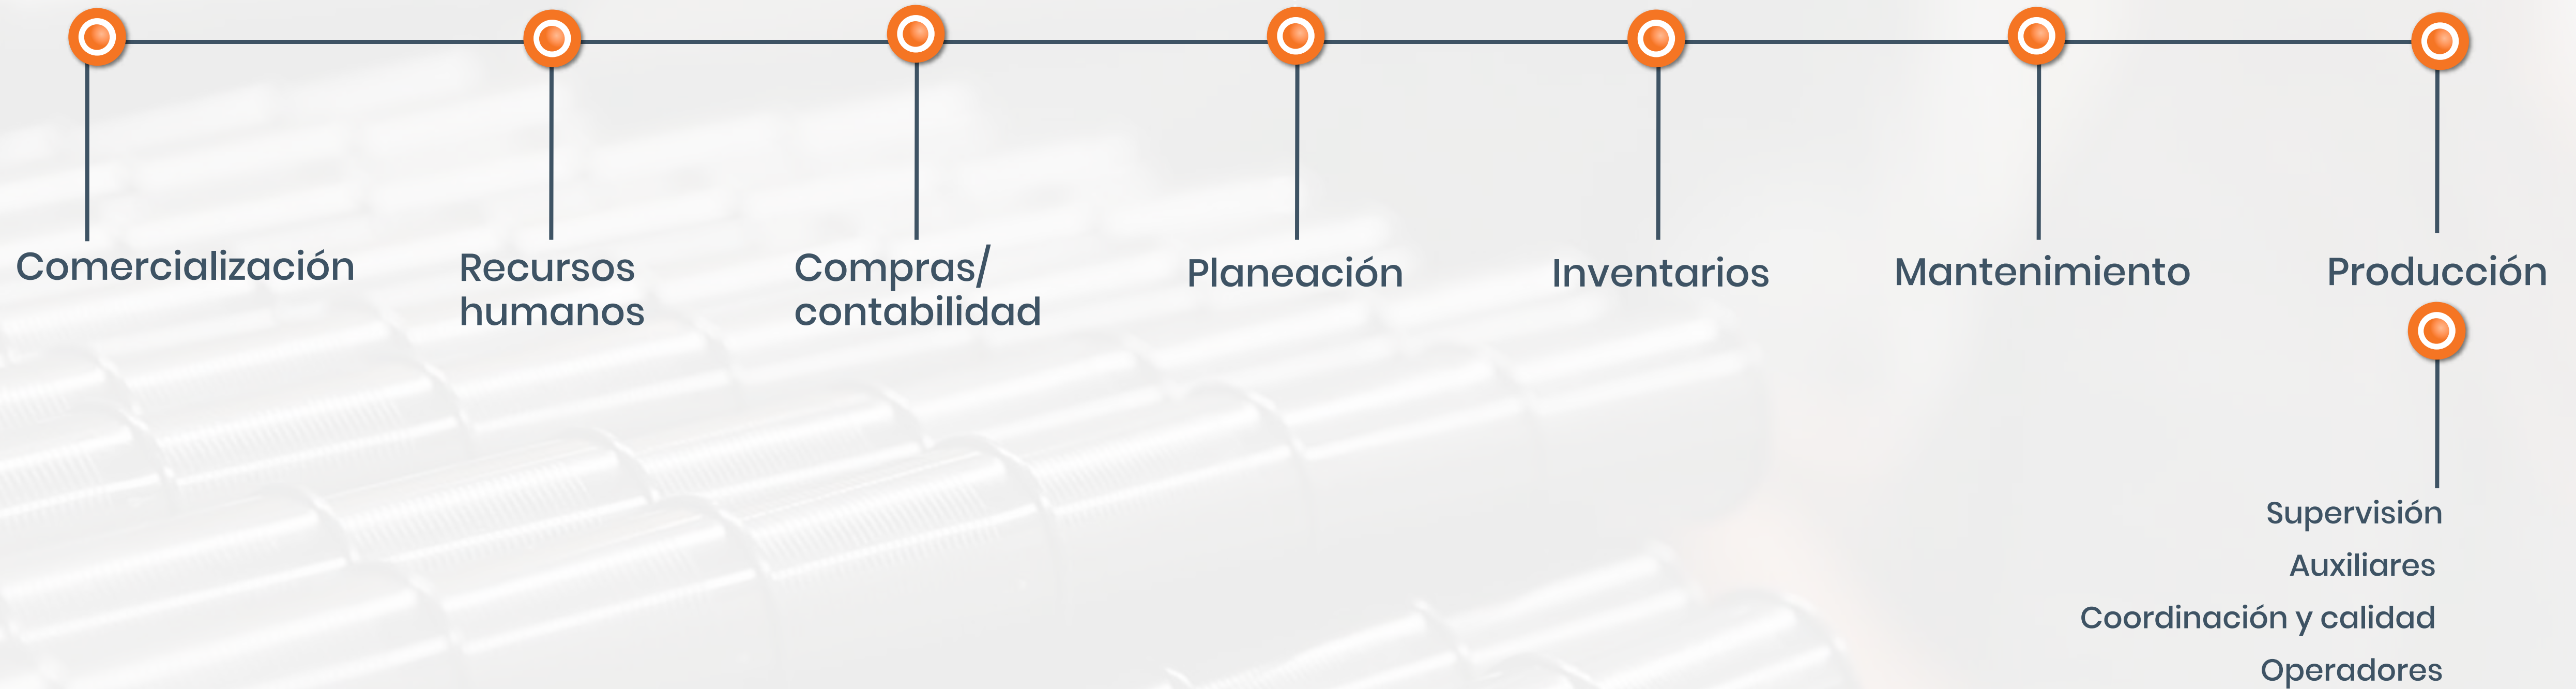 Comercialización
Recursos
humanos
Compras/
contabilidad
Planeación
Inventarios
Mantenimiento
Producción
Supervisión
Auxiliares
Coordinación y calidad
Operadores